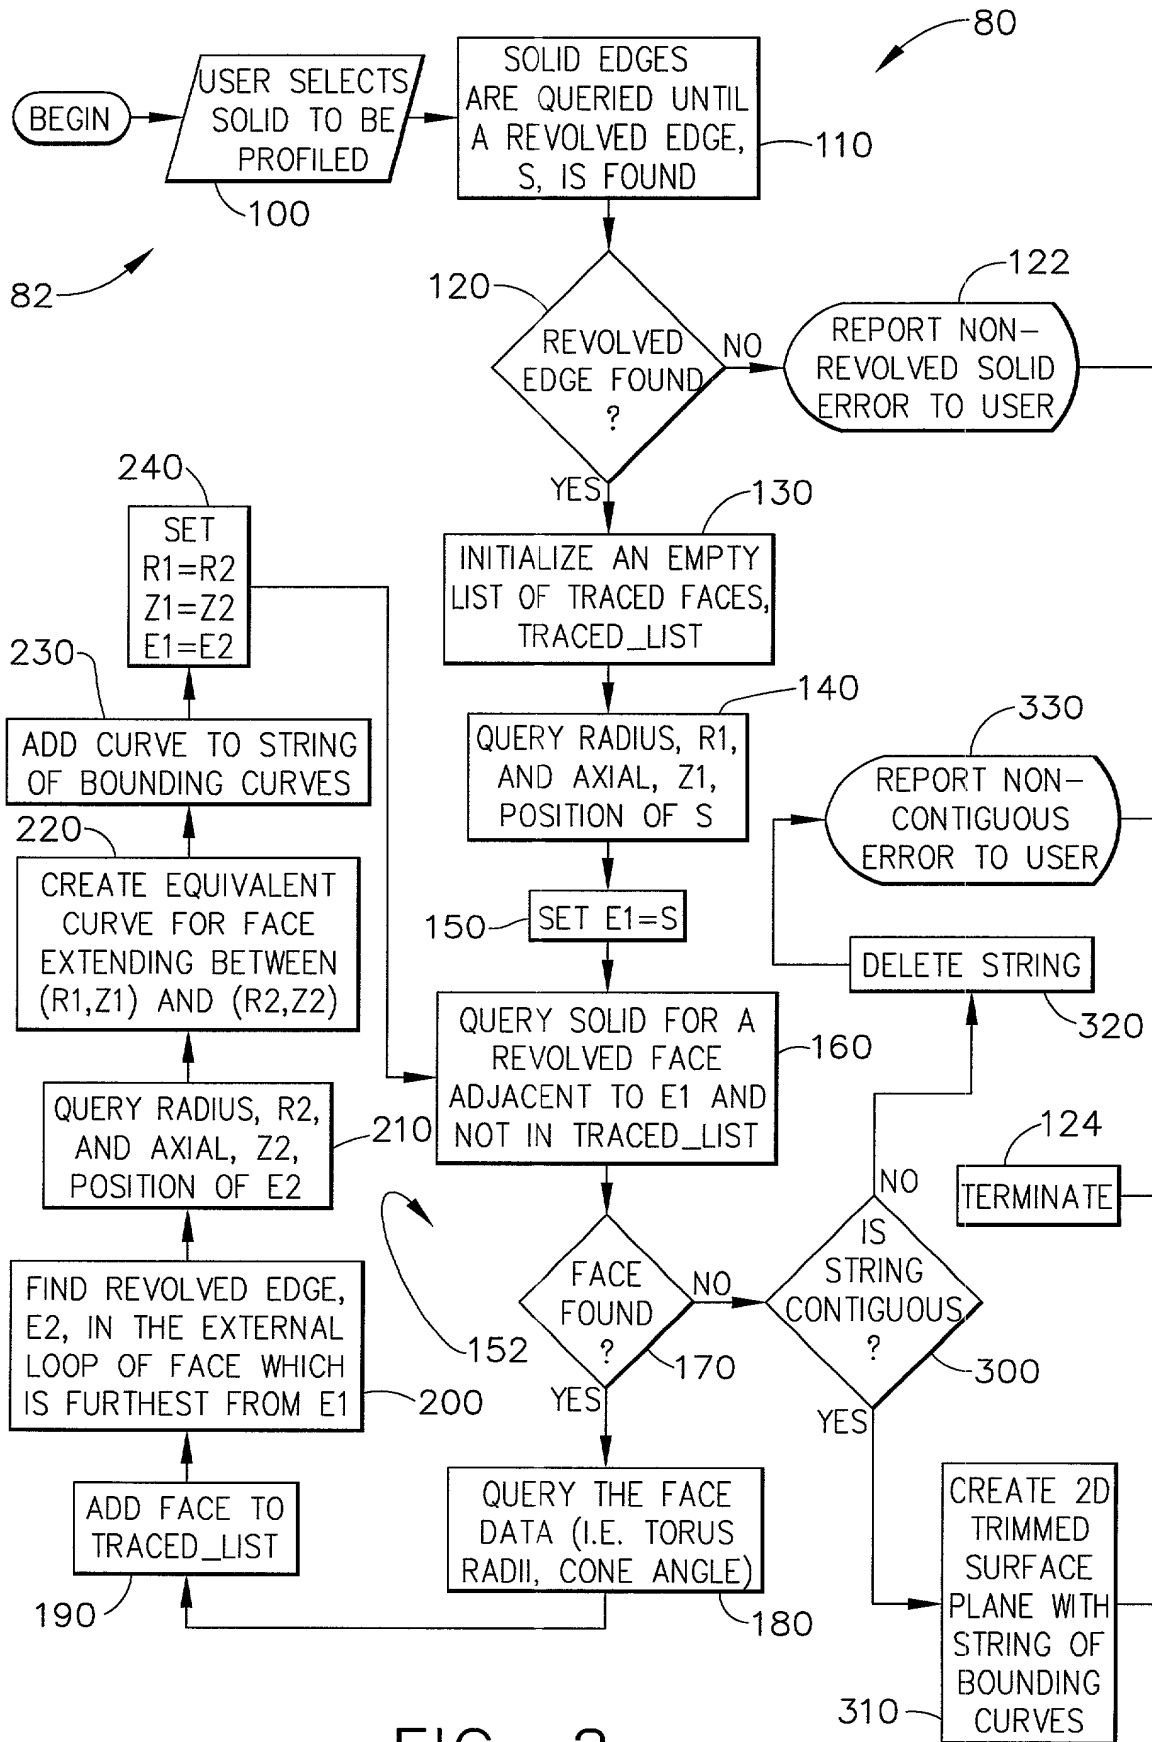 80
BEGIN
USER SELECTS
SOLID TO BE
PROFILED
100
SOLID EDGES
ARE QUERIED UNTIL
A REVOLVED EDGE,
S, IS FOUND
110
82
120
REVOLVED
EDGE FOUND
?
NO
YES
122
REPORT NON-
REVOLVED SOLID
ERROR TO USER
130
INITIALIZE AN EMPTY
LIST OF TRACED FACES,
TRACED_LIST
140
QUERY RADIUS, R1,
AND AXIAL, Z1,
POSITION OF S
150
SET E1=S
QUERY SOLID FOR A
REVOLVED FACE
ADJACENT TO E1 AND
NOT IN TRACED_LIST
160
152
FACE
FOUND
?
NO
170
YES
QUERY THE FACE
DATA (I.E. TORUS
RADII, CONE ANGLE)
180
ADD FACE TO
TRACED_LIST
190
FIND REVOLVED EDGE,
E2, IN THE EXTERNAL
LOOP OF FACE WHICH
IS FURTHEST FROM E1
200
QUERY RADIUS, R2,
AND AXIAL, Z2,
POSITION OF E2
210
220
CREATE EQUIVALENT
CURVE FOR FACE
EXTENDING BETWEEN
(R1,Z1) AND (R2,Z2)
230
ADD CURVE TO STRING
OF BOUNDING CURVES
240
SET
R1=R2
Z1=Z2
E1=E2
IS
STRING
CONTIGUOUS
?
NO
300
YES
330
REPORT NON-
CONTIGUOUS
ERROR TO USER
DELETE STRING
320
124
TERMINATE
CREATE 2D
TRIMMED
SURFACE
PLANE WITH
STRING OF
BOUNDING
CURVES
310